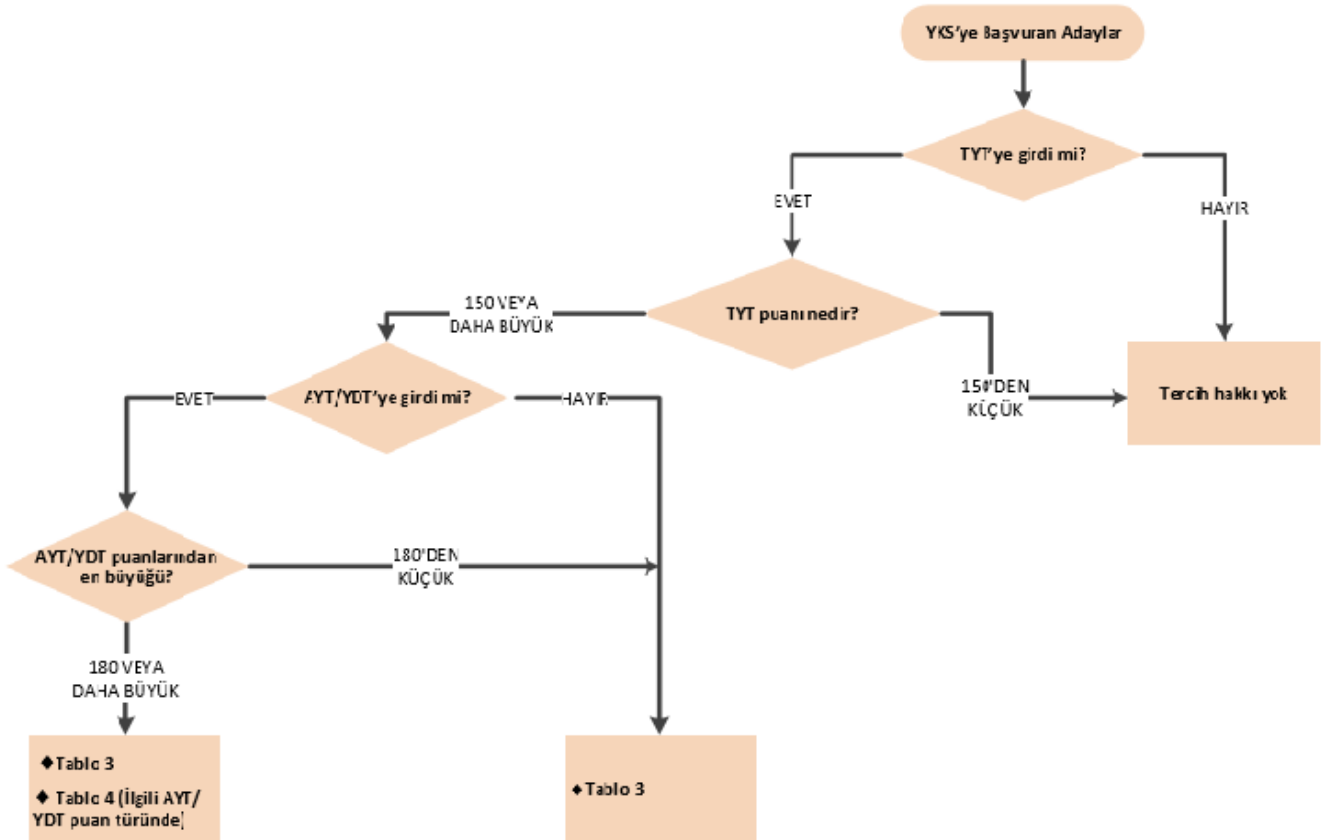 YKS'ye Başvuran Adaylar
TYT'ye girdi mi?
EVET
HAYIR
TYT puanı nedir?
150 VEYA
DAHA BÜYÜK
150'DEN
KÜÇÜK
Tercih hakkı yok
AYT/YDT'ye girdi mi?
EVET
HAYIR
AYT/YDT puanlarından
en büyüğü?
180'DEN
KÜÇÜK
180 VEYA
DAHA BÜYÜK
◆Tablo 3
◆ Tablo 4 (İlgili AYT/
YDT puan türünde)
◆Tablo 3